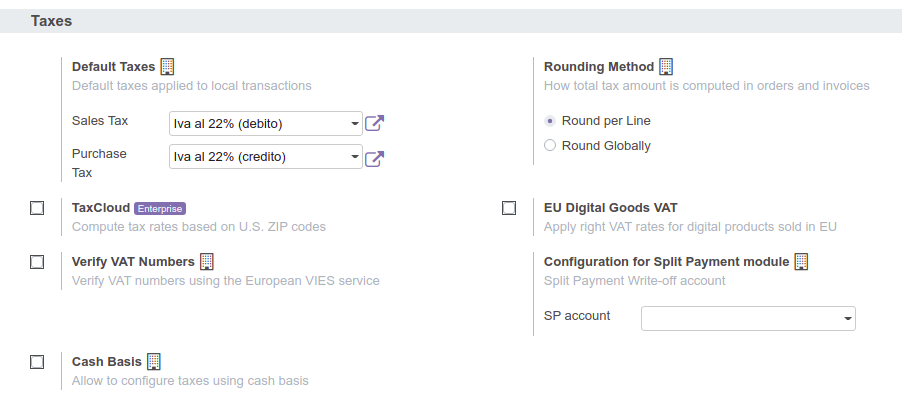 Taxes
Default Taxes
Default taxes applied to local transactions
Sales Tax
Iva al 22% (debito)
Purchase
Tax
Iva al 22% (credito)
Rounding Method
How total tax amount is computed in orders and invoices
Round per Line
Round Globally
TaxCloud Enterprise
Compute tax rates based on U.S. ZIP codes
EU Digital Goods VAT
Apply right VAT rates for digital products sold in EU
Verify VAT Numbers
Verify VAT numbers using the European VIES service
Configuration for Split Payment module
Split Payment Write-off account
SP account
Cash Basis
Allow to configure taxes using cash basis